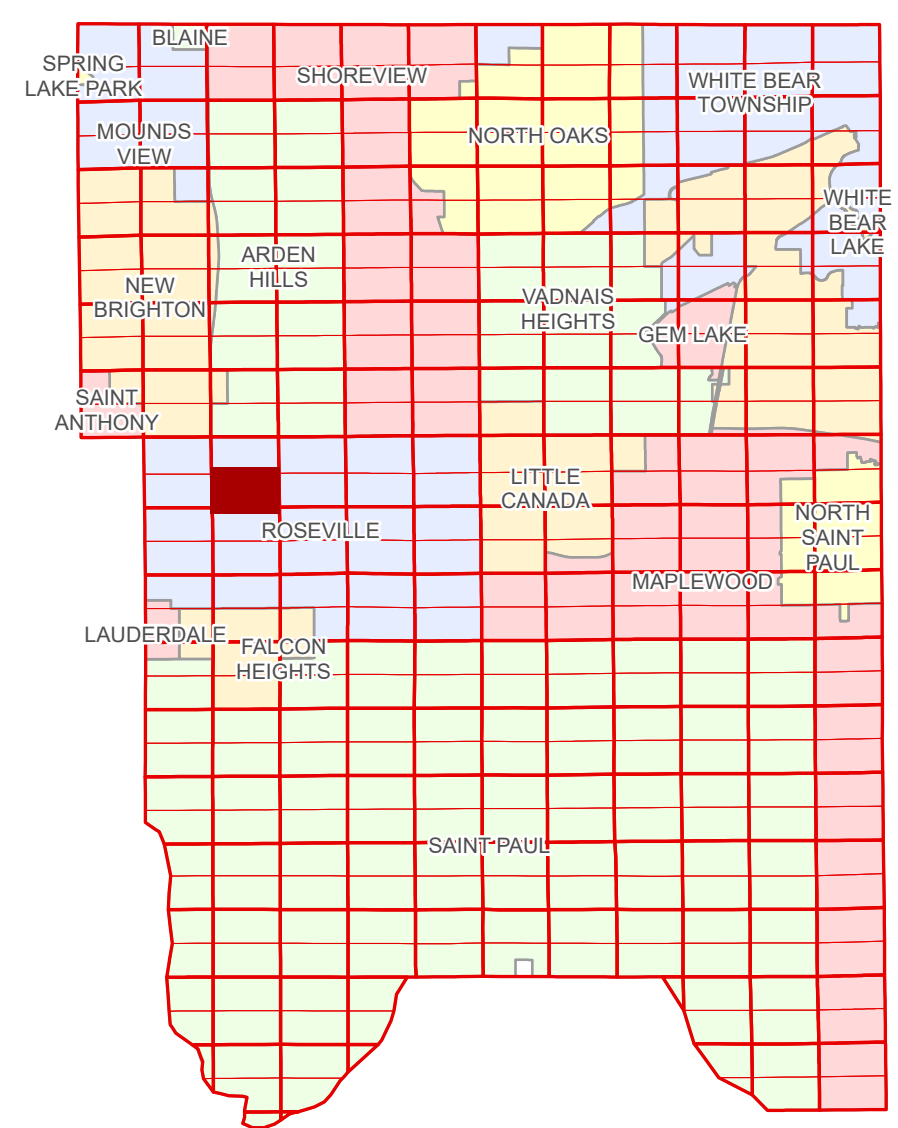 BLAINE
SPRING
LAKE PARK
SHOREVIEW
WHITE BEAR
TOWNSHIP
MOUNDS
VIEW
NORTH OAKS
WHITE
BEAR
LAKE
ARDEN
HILLS
NEW
BRIGHTON
VADNAIS
HEIGHTS
GEM LAKE
SAINT
ANTHONY
LITTLE
CANADA
NORTH
SAINT
PAUL
ROSEVILLE
MAPLEWOOD
LAUDERDALE
FALCON
HEIGHTS
SAINT PAUL